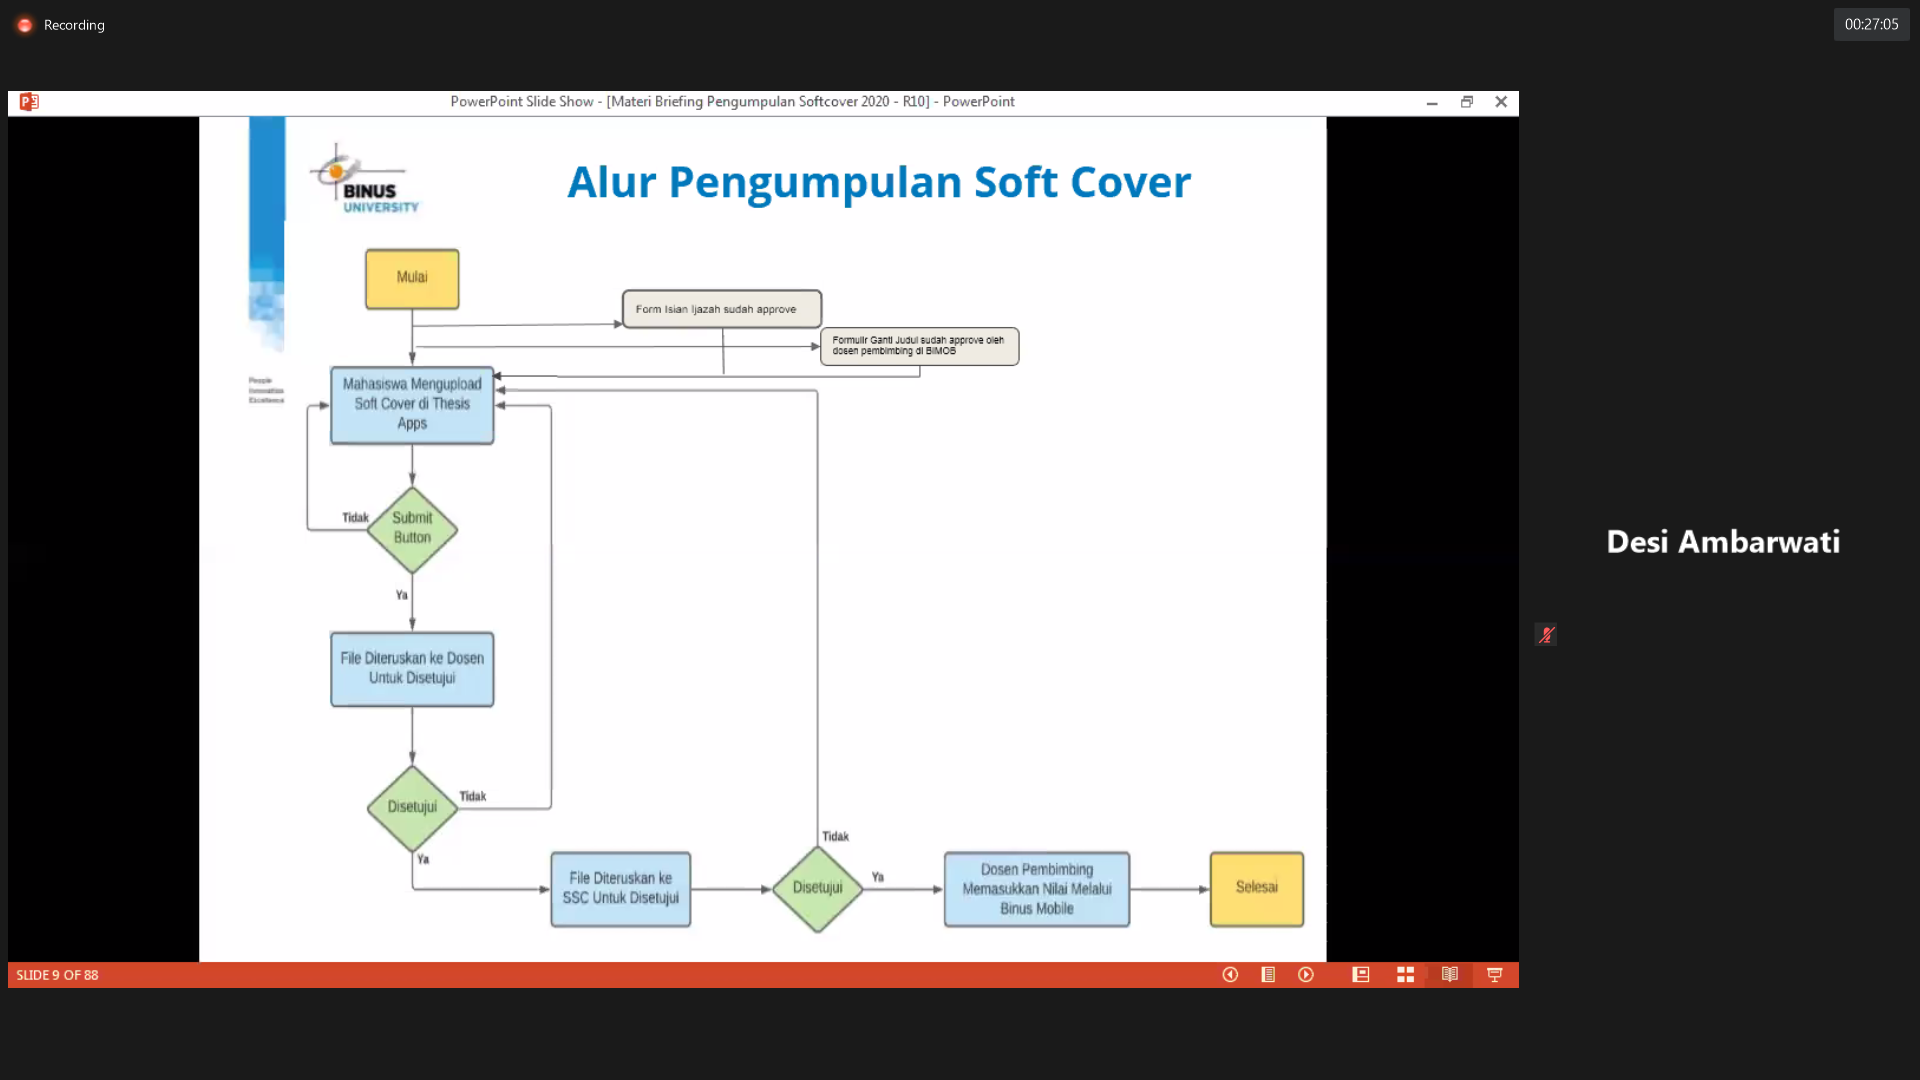 Recording
00:27:05
PowerPoint Slide Show - [Materi Briefing Pengumpulan Softcover 2020 - R10] - PowerPoint
BINUS
UNIVERSITY
Alur Pengumpulan Soft Cover
Mulai
Form Isian Ijazah sudah approve
Formulir Ganti Judul sudah approve oleh
dosen pembimbing di BIMOB
People
Innovation
Excellence
Mahasiswa Mengupload
Soft Cover di Thesis
Apps
Tidak
Submit
Button
Ya
File Diteruskan ke Dosen
Untuk Disetujui
Disetujui
Tidak
Ya
File Diteruskan ke
SSC Untuk Disetujui
Disetujui
Tidak
Ya
Dosen Pembimbing
Memasukkan Nilai Melalui
Binus Mobile
Selesai
Desi Ambarwati
SLIDE 9 OF 88